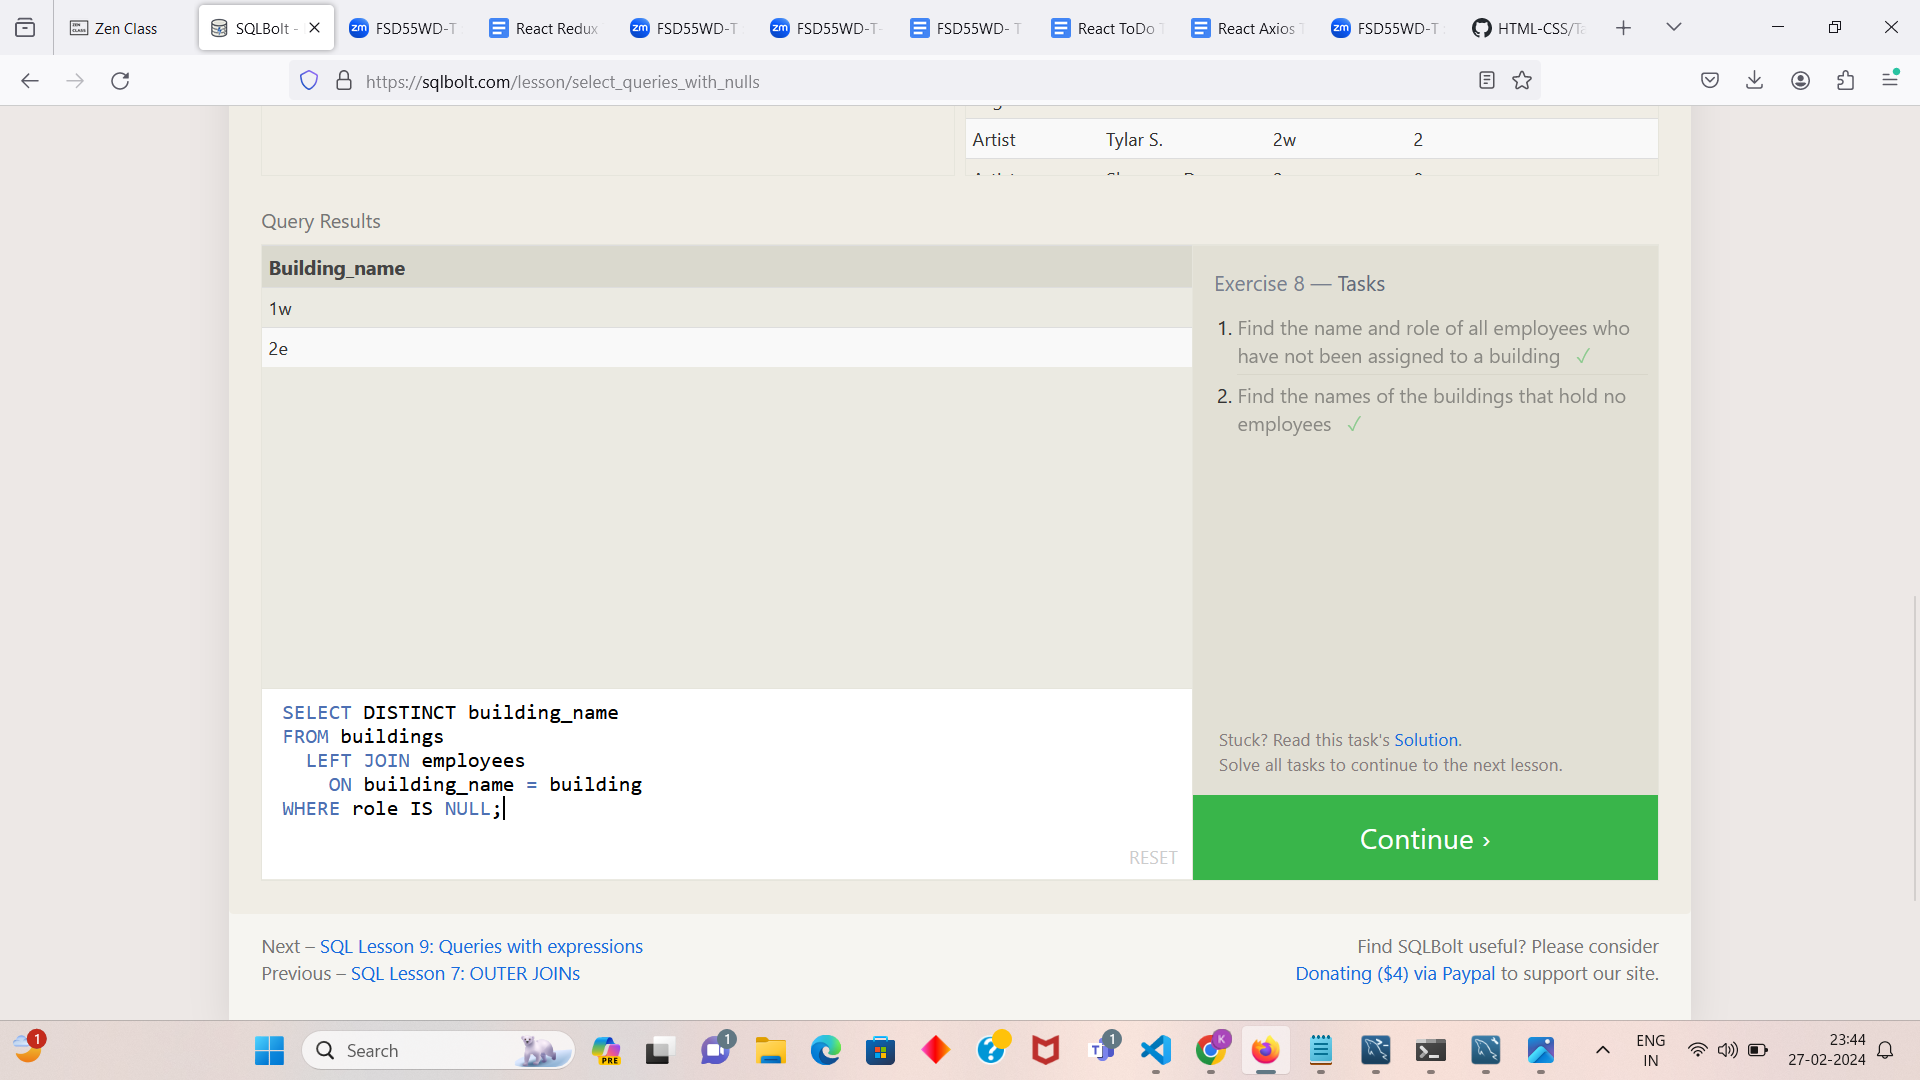 Zen Class
SQLBolt -
FSD55WD-T
React Redux
FSD55WD-T
FSD55WD-T-
FSD55WD- T
React ToDo T
React Axios T
FSD55WD-T
HTML-CSS/Ta
https://sqlbolt.com/lesson/select_queries_with_nulls
Artist Tylar S. 2w 2
Query Results
Building_name
1w
2e
Exercise 8 — Tasks
1. Find the name and role of all employees who
have not been assigned to a building ✓
2. Find the names of the buildings that hold no
employees ✓
SELECT DISTINCT building_name
FROM buildings
LEFT JOIN employees
ON building_name = building
WHERE role IS NULL;
RESET
Stuck? Read this task's Solution.
Solve all tasks to continue to the next lesson.
Continue ›
Next – SQL Lesson 9: Queries with expressions
Previous – SQL Lesson 7: OUTER JOINs
Find SQLBolt useful? Please consider
Donating ($4) via Paypal to support our site.
1
Search
PRE
1
1
K
ENG
IN
23:44
27-02-2024